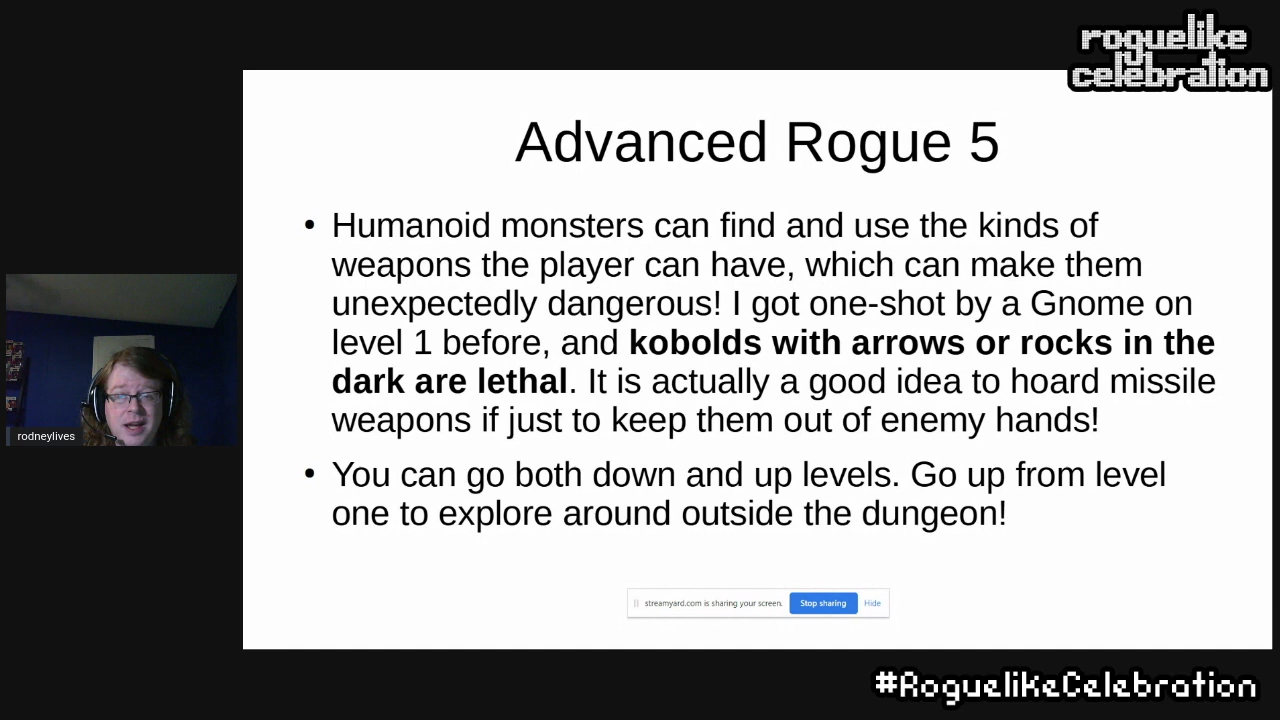 roguelike
celebration
Advanced Rogue 5
• Humanoid monsters can find and use the kinds of
weapons the player can have, which can make them
unexpectedly dangerous! I got one-shot by a Gnome on
level 1 before, and kobolds with arrows or rocks in the
dark are lethal. It is actually a good idea to hoard missile
weapons if just to keep them out of enemy hands!
• You can go both down and up levels. Go up from level
one to explore around outside the dungeon!
rodneylives
streamyard.com is sharing your screen. Stop sharing Hide
#RoguelikeCelebration